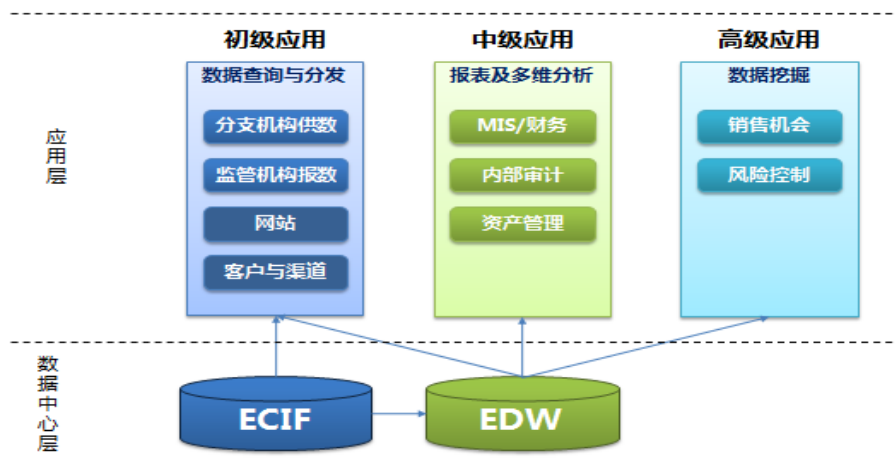 初级应用
中级应用
高级应用
数据查询与分发
报表及多维分析
数据挖掘
应用层
分支机构供数
监管机构报数
网站
客户与渠道
MIS/财务
内部审计
资产管理
销售机会
风险控制
数据中心层
ECIF
EDW